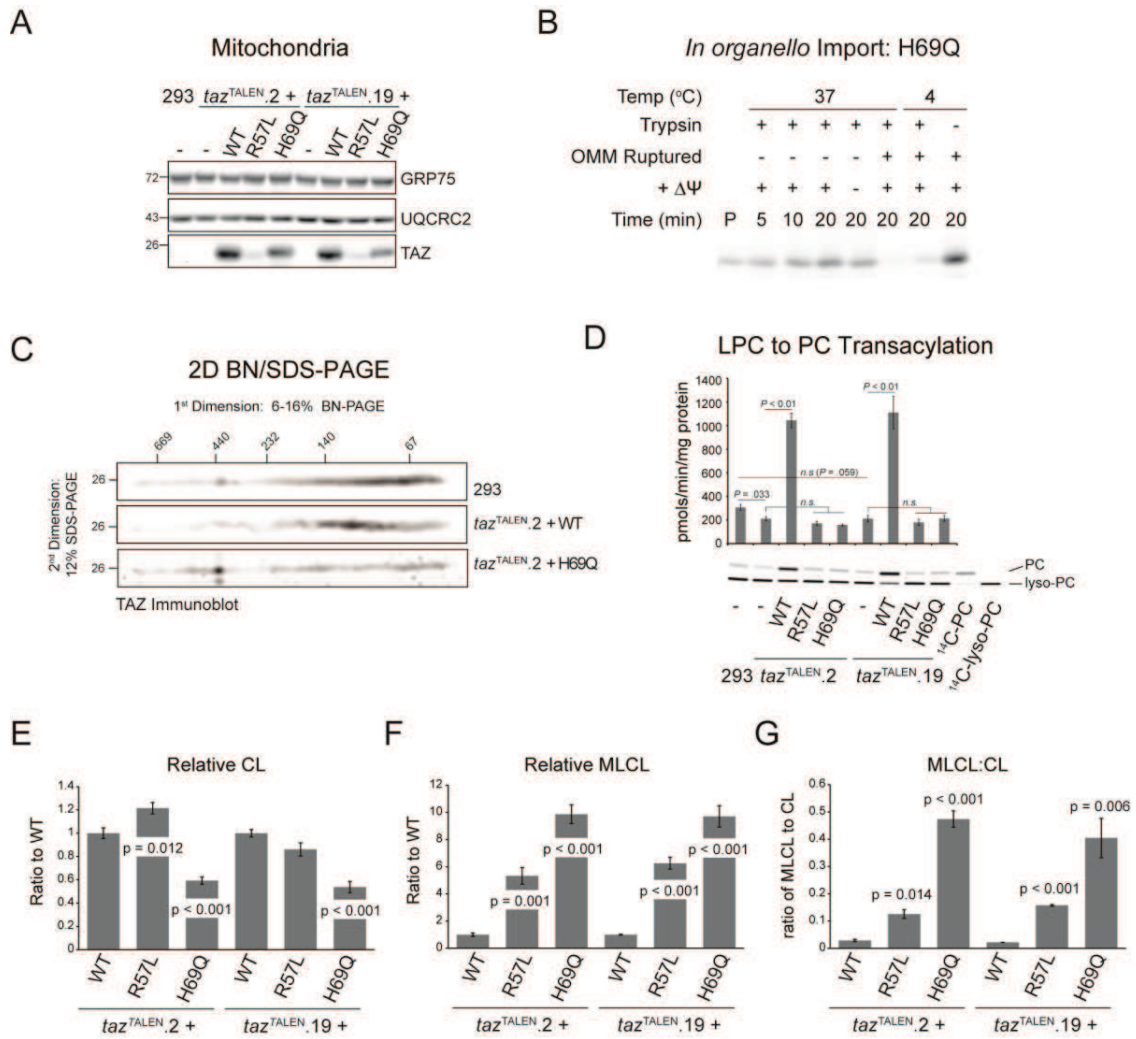 A
Mitochondria
293 taz^TALEN.2 + taz^TALEN.19 +
- - WT R57L H69Q - WT R57L H69Q
72 GRP75
43 UQCRC2
26 TAZ
B
In organello Import: H69Q
Temp (°C) 37 4
Trypsin + + + + + + -
OMM Ruptured - - - - + + +
+ ΔΨ + + + - + + +
Time (min) P 5 10 20 20 20 20 20
C
2D BN/SDS-PAGE
1st Dimension: 6-16% BN-PAGE
669 440 232 140 67
2nd Dimension:
12% SDS-PAGE
26 293
26 taz^TALEN.2 + WT
26 taz^TALEN.2 + H69Q
TAZ Immunoblot
D
LPC to PC Transacylation
pmols/min/mg protein
1400
1200
1000
800
600
400
200
0
P < 0.01
P < 0.01
n.s (P = .059)
P = .033
n.s.
n.s.
PC
lyso-PC
- - WT R57L H69Q - WT R57L H69Q 14C-PC 14C-lyso-PC
293 taz^TALEN.2 taz^TALEN.19
E
Relative CL
Ratio to WT
1.4
1.2
1
0.8
0.6
0.4
0.2
0
p = 0.012
p < 0.001
p < 0.001
WT R57L H69Q WT R57L H69Q
taz^TALEN.2 + taz^TALEN.19 +
F
Relative MLCL
Ratio to WT
12
10
8
6
4
2
0
p = 0.001
p < 0.001
p < 0.001
p < 0.001
WT R57L H69Q WT R57L H69Q
taz^TALEN.2 + taz^TALEN.19 +
G
MLCL:CL
ratio of MLCL to CL
0.6
0.5
0.4
0.3
0.2
0.1
0
p = 0.014
p < 0.001
p < 0.001
p = 0.006
WT R57L H69Q WT R57L H69Q
taz^TALEN.2 + taz^TALEN.19 +